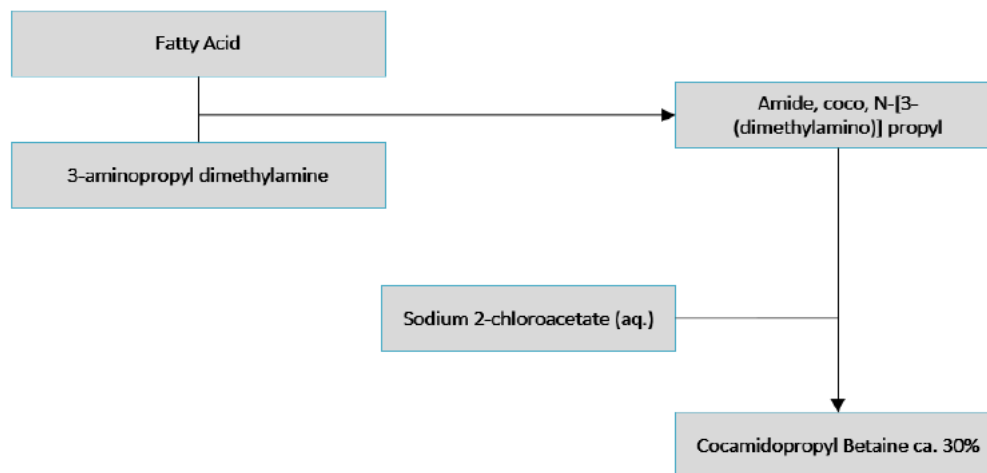 Fatty Acid
Amide, coco, N-[3-
(dimethylamino)] propyl
3-aminopropyl dimethylamine
Sodium 2-chloroacetate (aq.)
Cocamidopropyl Betaine ca. 30%